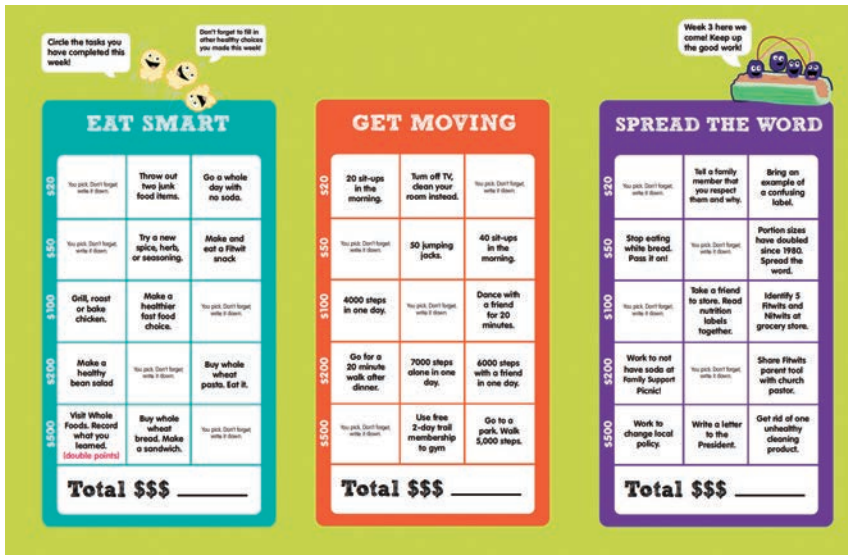 Circle the tasks you
have completed this
week!
Don't forget to fill in
other healthy choices
you made this week!
Week 3 here we
come! Keep up
the good work!
EAT SMART
$20
You pick. Don't forget,
write it down.
Throw out
two junk
food items.
Go a whole
day with
no soda.
$50
You pick. Don't forget,
write it down.
Try a new
spice, herb,
or seasoning.
Make and
eat a Fitwit
snack
$100
Grill, roast
or bake
chicken.
Make a
healthier
fast food
choice.
You pick. Don't forget,
write it down.
$200
Make a
healthy
bean salad
You pick. Don't forget,
write it down.
Buy whole
wheat
pasta. Eat it.
$500
Visit Whole
Foods. Record
what you
learned.
(double points)
Buy whole
wheat
bread. Make
a sandwich.
You pick. Don't forget,
write it down.
Total $$$ ______
GET MOVING
$20
20 sit-ups
in the
morning.
Turn off TV,
clean your
room instead.
You pick. Don't forget,
write it down.
$50
You pick. Don't forget,
write it down.
50 jumping
jacks.
40 sit-ups
in the
morning.
$100
4000 steps
in one day.
You pick. Don't forget,
write it down.
Dance with
a friend
for 20
minutes.
$200
Go for a
20 minute
walk after
dinner.
7000 steps
alone in one
day.
6000 steps
with a friend
in one day.
$500
You pick. Don't forget,
write it down.
Use free
2-day trail
membership
to gym
Go to a
park. Walk
5,000 steps.
Total $$$ ______
SPREAD THE WORD
$20
You pick. Don't forget,
write it down.
Tell a family
member that
you respect
them and why.
Bring an
example of
a confusing
label.
$50
Stop eating
white bread.
Pass it on!
You pick. Don't forget,
write it down.
Portion sizes
have doubled
since 1980.
Spread the
word.
$100
You pick. Don't forget,
write it down.
Take a friend
to store. Read
nutrition
labels
together.
Identify 5
Fitwits and
Nitwits at
grocery store.
$200
Work to not
have soda at
Family Support
Picnic!
You pick. Don't forget,
write it down.
Share Fitwits
parent tool
with church
pastor.
$500
Work to
change local
policy.
Write a letter
to the
President.
Get rid of one
unhealthy
cleaning
product.
Total $$$ ______